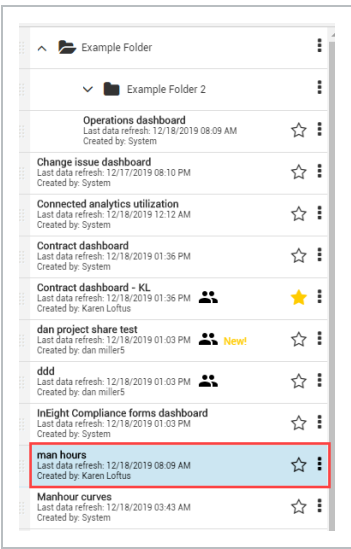 Example Folder
Example Folder 2
Operations dashboard
Last data refresh: 12/18/2019 08:09 AM
Created by: System
Change issue dashboard
Last data refresh: 12/17/2019 08:10 PM
Created by: System
Connected analytics utilization
Last data refresh: 12/18/2019 12:12 AM
Created by: System
Contract dashboard
Last data refresh: 12/18/2019 01:36 PM
Created by: System
Contract dashboard - KL
Last data refresh: 12/18/2019 01:36 PM
Created by: Karen Loftus
dan project share test
Last data refresh: 12/18/2019 01:03 PM New!
Created by: dan miller5
ddd
Last data refresh: 12/18/2019 01:03 PM
Created by: dan miller5
InEight Compliance forms dashboard
Last data refresh: 12/18/2019 01:03 PM
Created by: System
man hours
Last data refresh: 12/18/2019 08:09 AM
Created by: Karen Loftus
Manhour curves
Last data refresh: 12/18/2019 03:43 AM
Created by: System